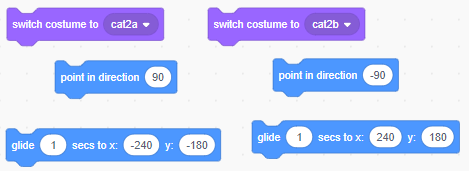 switch costume to cat2a
switch costume to cat2b
point in direction 90
point in direction -90
glide 1 secs to x: -240 y: -180
glide 1 secs to x: 240 y: 180